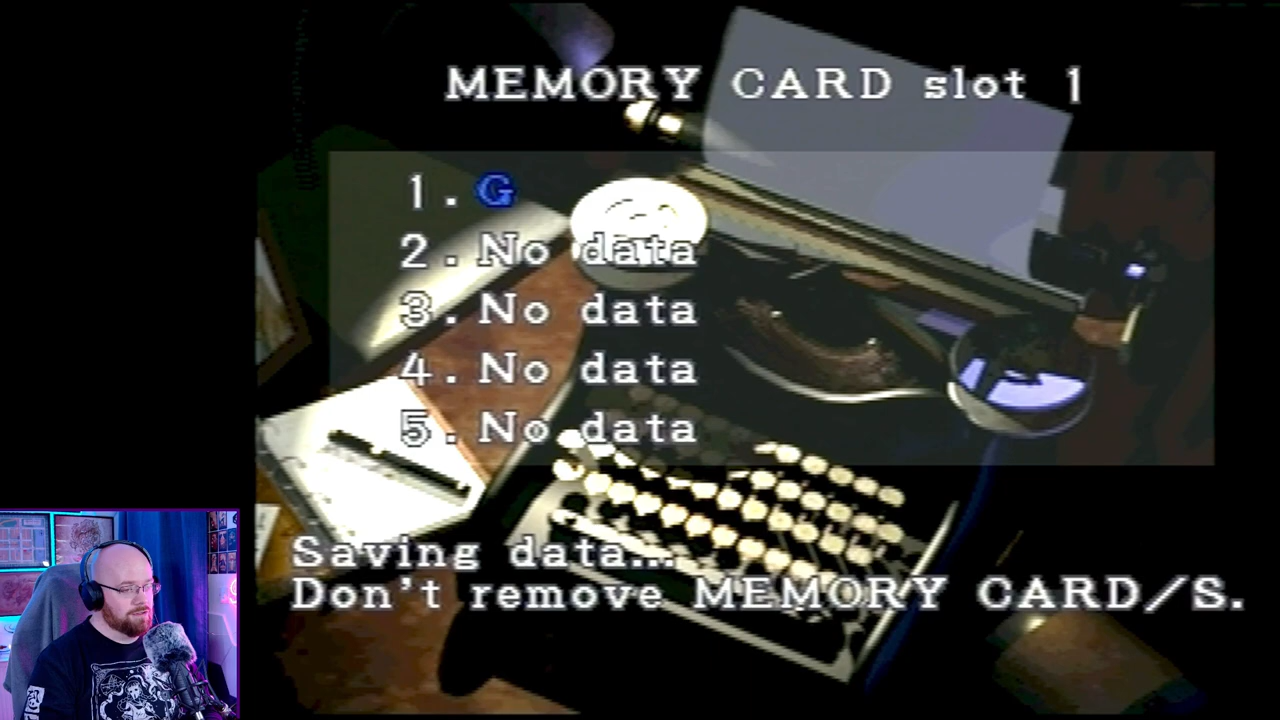 MEMORY CARD slot 1
1. G
2. No data
3. No data
4. No data
5. No data
Saving data...
Don't remove MEMORY CARD/S.